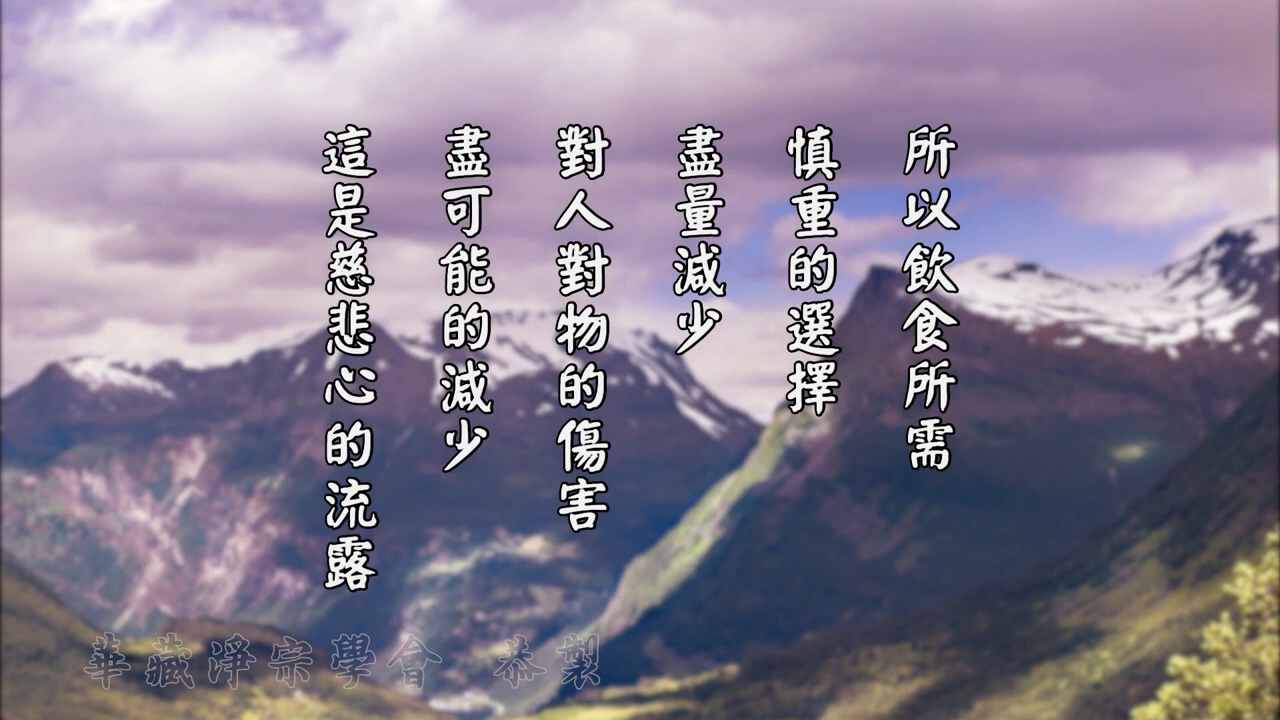 所以飲食所需
慎重的選擇
盡量減少
對人對物的傷害
盡可能的減少
這是慈悲心的流露
華藏淨宗學會 恭製